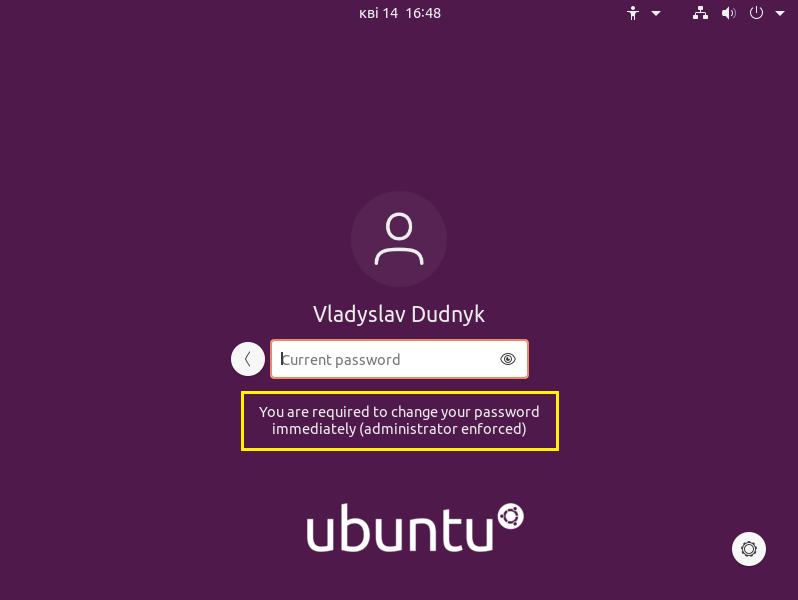 кві 14 16:48
Vladyslav Dudnyk
Current password
You are required to change your password
immediately (administrator enforced)
ubuntu